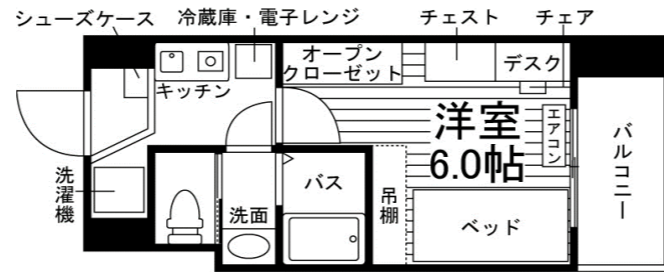 シューズケース
冷蔵庫・電子レンジ
チェスト
チェア
オープン
クローゼット
デスク
キッチン
洋室
6.0帖
エアコン
バルコニー
洗濯機
洗面
バス
吊棚
ベッド